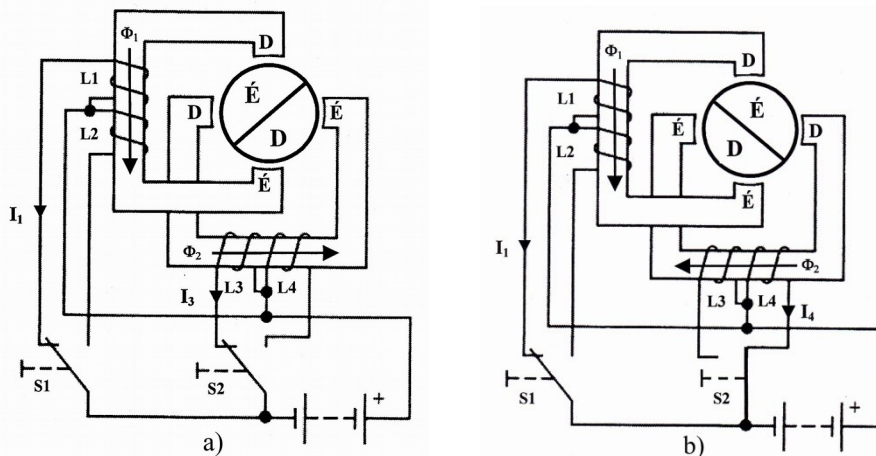 Φ₁
D
L1
É
L2
D
É
D
É
I₁
Φ₂
L3
L4
I₃
S1
S2
+
a)
Φ₁
D
L1
É
L2
É
D
D
É
I₁
Φ₂
L3
L4
I₄
S1
S2
+
b)